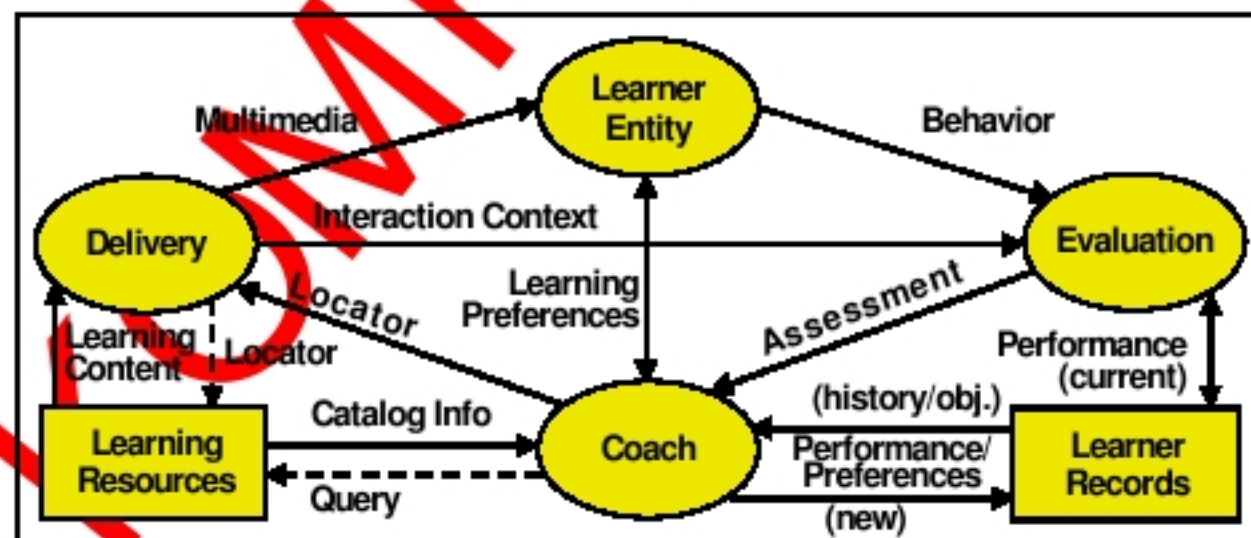 Learner
Entity
Multimedia
Behavior
Delivery
Interaction Context
Evaluation
Learning
Preferences
Locator
Assessment
Learning
Content
Locator
Performance
(current)
Catalog Info
(history/obj.)
Learning
Resources
Coach
Performance/
Preferences
Learner
Records
Query
(new)